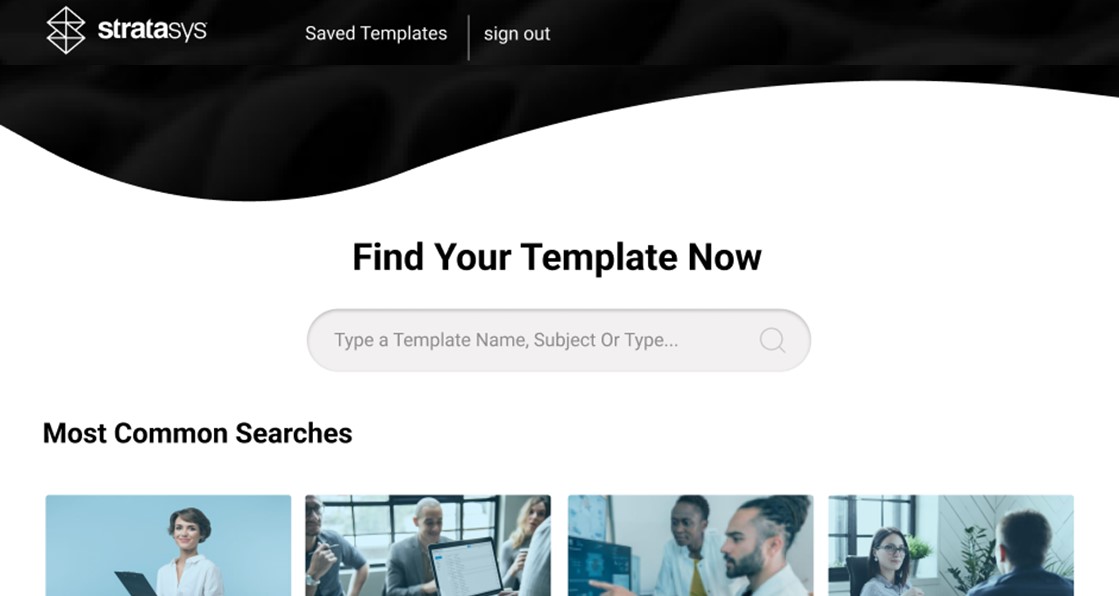 stratasys
Saved Templates
sign out
Find Your Template Now
Type a Template Name, Subject Or Type...
Most Common Searches